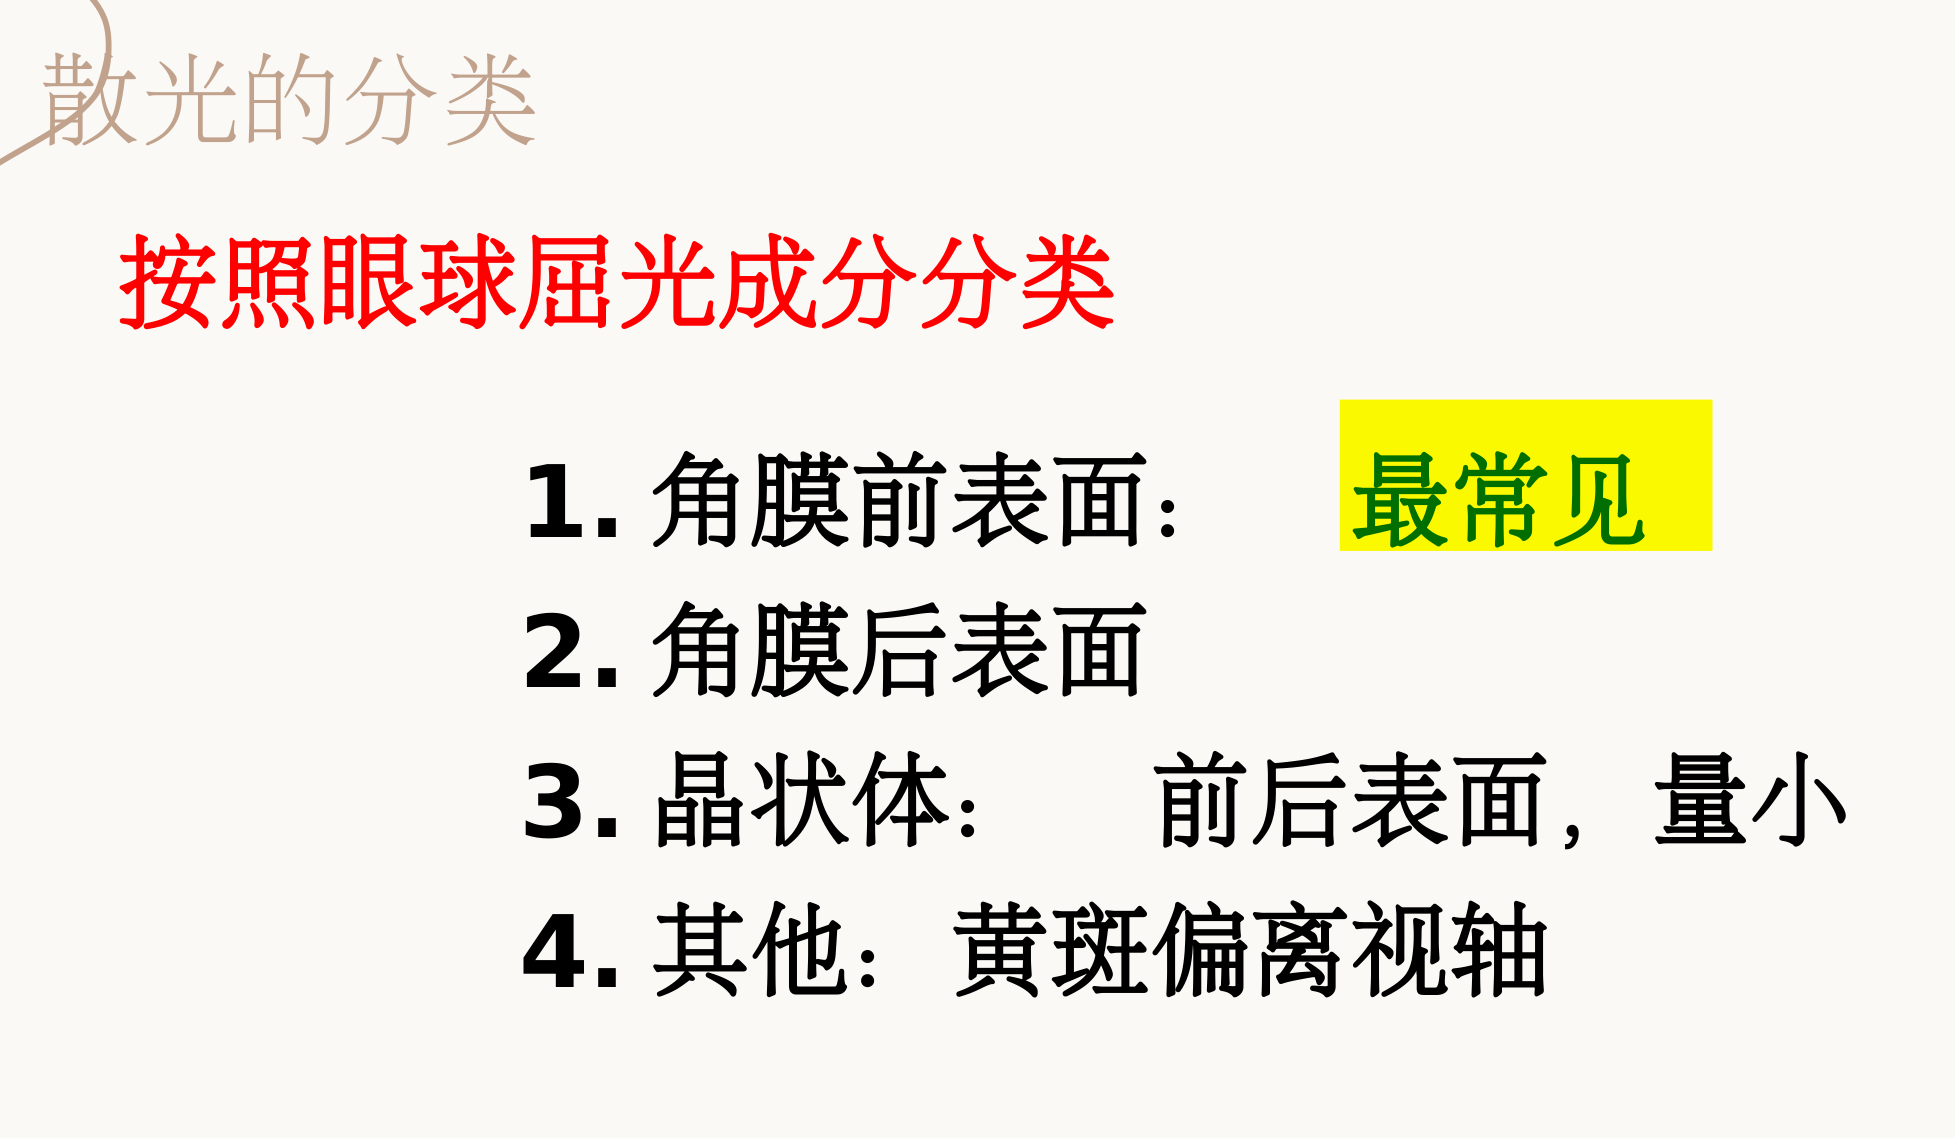 散光的分类
按照眼球屈光成分分类
1. 角膜前表面： 最常见
2. 角膜后表面
3. 晶状体： 前后表面，量小
4. 其他：黄斑偏离视轴